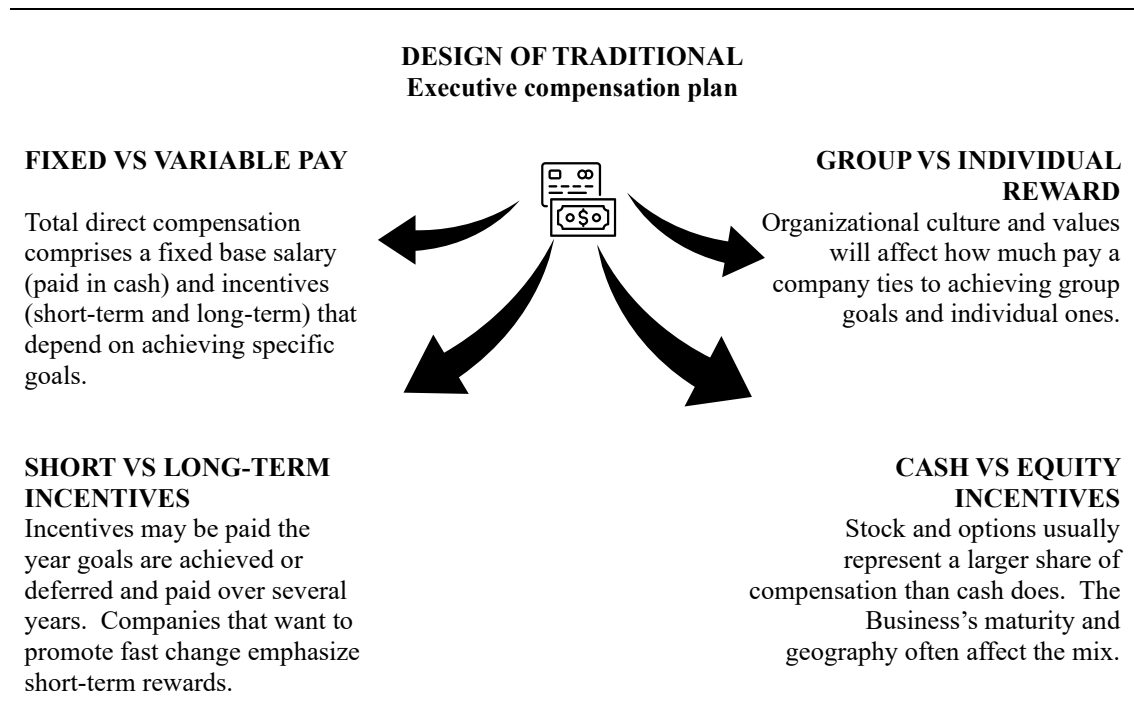 DESIGN OF TRADITIONAL
Executive compensation plan
FIXED VS VARIABLE PAY
Total direct compensation
comprises a fixed base salary
(paid in cash) and incentives
(short-term and long-term) that
depend on achieving specific
goals.
GROUP VS INDIVIDUAL
REWARD
Organizational culture and values
will affect how much pay a
company ties to achieving group
goals and individual ones.
SHORT VS LONG-TERM
INCENTIVES
Incentives may be paid the
year goals are achieved or
deferred and paid over several
years.  Companies that want to
promote fast change emphasize
short-term rewards.
CASH VS EQUITY
INCENTIVES
Stock and options usually
represent a larger share of
compensation than cash does.  The
Business’s maturity and
geography often affect the mix.